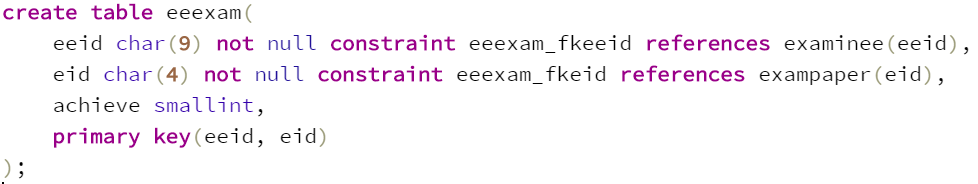 create table eeexam(
    eeid char(9) not null constraint eeexam_fkeeid references examinee(eeid),
    eid char(4) not null constraint eeexam_fkeid references exampaper(eid),
    achieve smallint,
    primary key(eeid, eid)
);